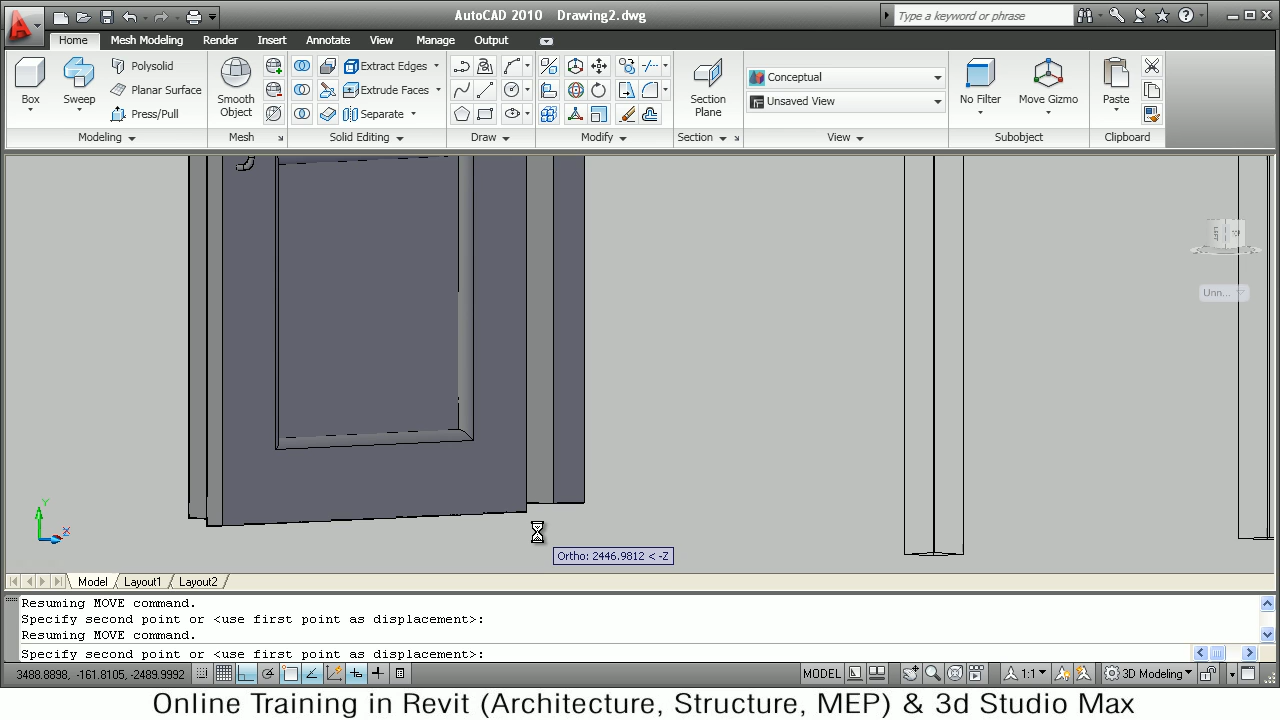 AutoCAD 2010 Drawing2.dwg
Type a keyword or phrase
Home Mesh Modeling Render Insert Annotate View Manage Output
Box
Sweep
Polysolid
Planar Surface
Press/Pull
Modeling
Smooth
Object
Mesh
Extract Edges
Extrude Faces
Separate
Solid Editing
Draw
Modify
Section
Plane
Section
Conceptual
Unsaved View
View
No Filter
Move Gizmo
Subobject
Paste
Clipboard
LEFT
Unn...
Y
X
Ortho: 2446.9812 < -Z
Model Layout1 Layout2
Resuming MOVE command.
Specify second point or <use first point as displacement>:
Resuming MOVE command.
Specify second point or <use first point as displacement>:
3488.8898, -161.8105, -2489.9992
MODEL
1:1
3D Modeling
Online Training in Revit (Architecture, Structure, MEP) & 3d Studio Max